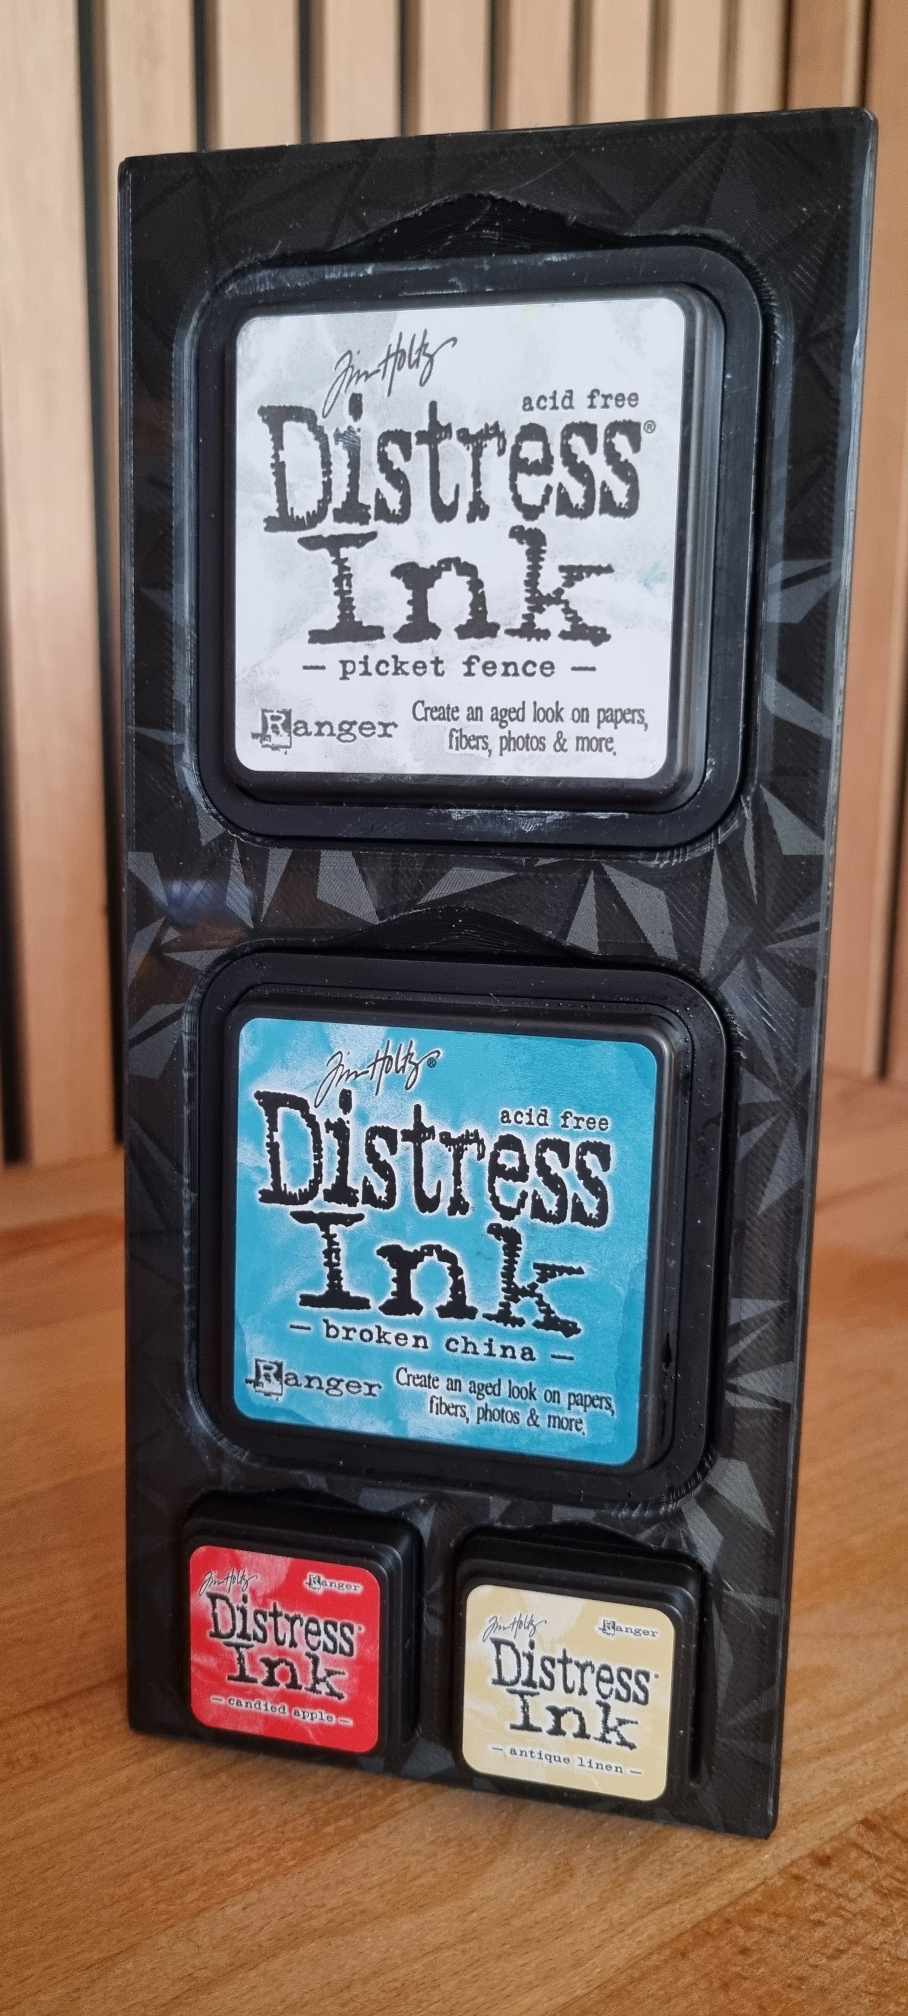 Tim Holtz
acid free
Distress®
Ink
— picket fence —
Ranger
Create an aged look on papers,
fibers, photos & more.
Tim Holtz®
acid free
Distress
Ink
— broken china —
Ranger
Create an aged look on papers,
fibers, photos & more.
Tim Holtz Ranger
Distress
Ink
— candied apple —
Tim Holtz Ranger
Distress
Ink
— antique linen —